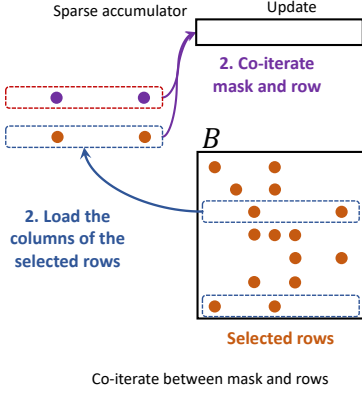 Sparse accumulator
Update
2. Co-iterate
mask and row
B
2. Load the
columns of the
selected rows
Selected rows
Co-iterate between mask and rows